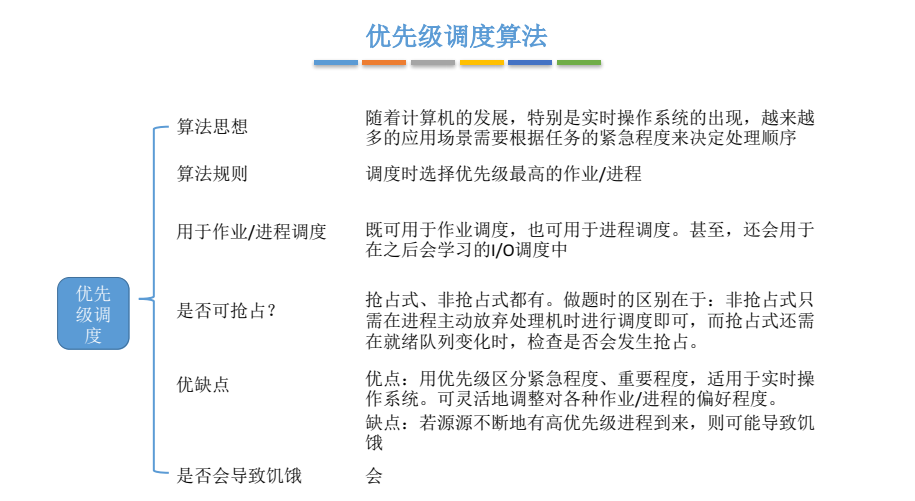 优先级调度算法
算法思想
随着计算机的发展，特别是实时操作系统的出现，越来越
多的应用场景需要根据任务的紧急程度来决定处理顺序
算法规则
调度时选择优先级最高的作业/进程
用于作业/进程调度
既可用于作业调度，也可用于进程调度。甚至，还会用于
在之后会学习的I/O调度中
优先
级调
度
是否可抢占？
抢占式、非抢占式都有。做题时的区别在于：非抢占式只
需在进程主动放弃处理机时进行调度即可，而抢占式还需
在就绪队列变化时，检查是否会发生抢占。
优缺点
优点：用优先级区分紧急程度、重要程度，适用于实时操
作系统。可灵活地调整对各种作业/进程的偏好程度。
缺点：若源源不断地有高优先级进程到来，则可能导致饥
饿
是否会导致饥饿
会